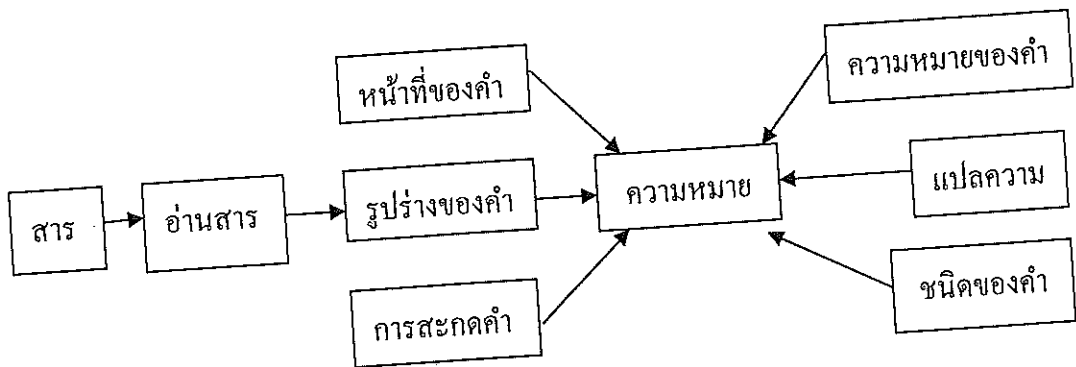 ความหมายของคำ
หน้าที่ของคำ
แปลความ
ความหมาย
รูปร่างของคำ
อ่านสาร
สาร
ชนิดของคำ
การสะกดคำ